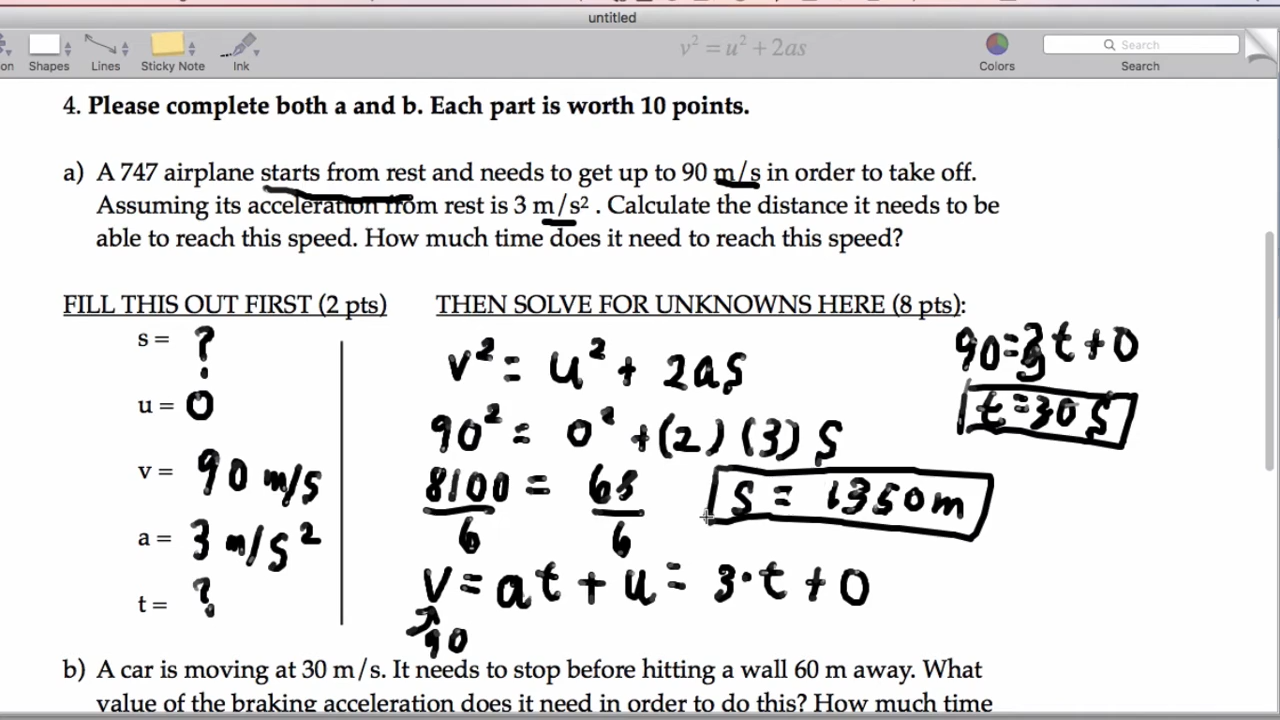 untitled
on
Shapes
Lines
Sticky Note
Ink
v² = u² + 2as
Colors
Search
Search
4. Please complete both a and b. Each part is worth 10 points.
a) A 747 airplane starts from rest and needs to get up to 90 m/s in order to take off.
Assuming its acceleration from rest is 3 m/s² . Calculate the distance it needs to be
able to reach this speed. How much time does it need to reach this speed?
FILL THIS OUT FIRST (2 pts)
s = ?
u = 0
v = 90 m/s
a = 3 m/s²
t = ?
THEN SOLVE FOR UNKNOWNS HERE (8 pts):
v² = u² + 2as
90² = 0² + (2) (3) s
8100 = 6s
6 6
s = 1350m
v = at + u = 3·t + 0
90
90 = 3t + 0
t = 30 s
b) A car is moving at 30 m/s. It needs to stop before hitting a wall 60 m away. What
value of the braking acceleration does it need in order to do this? How much time